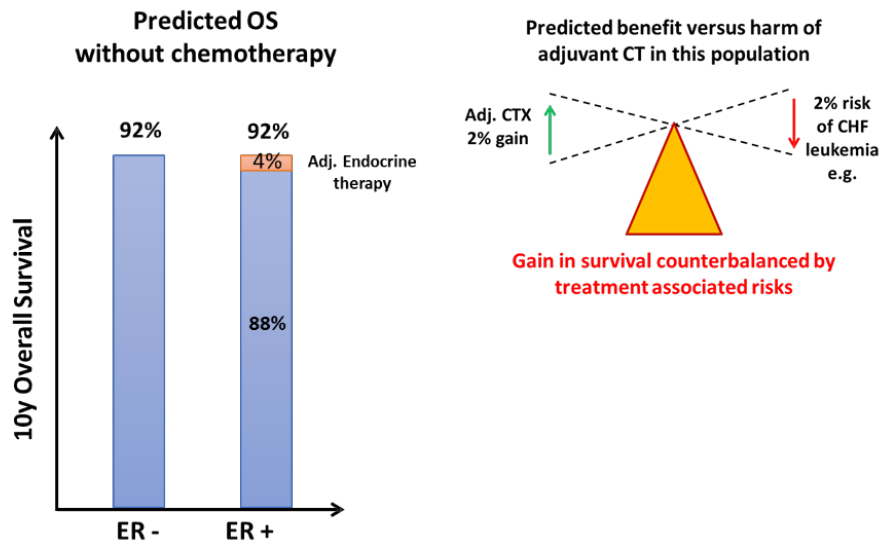 Predicted OS
without chemotherapy
92%
92%
4%
Adj. Endocrine
therapy
88%
10y Overall Survival
ER -
ER +
Predicted benefit versus harm of
adjuvant CT in this population
Adj. CTX
2% gain
2% risk
of CHF
leukemia
e.g.
Gain in survival counterbalanced by
treatment associated risks